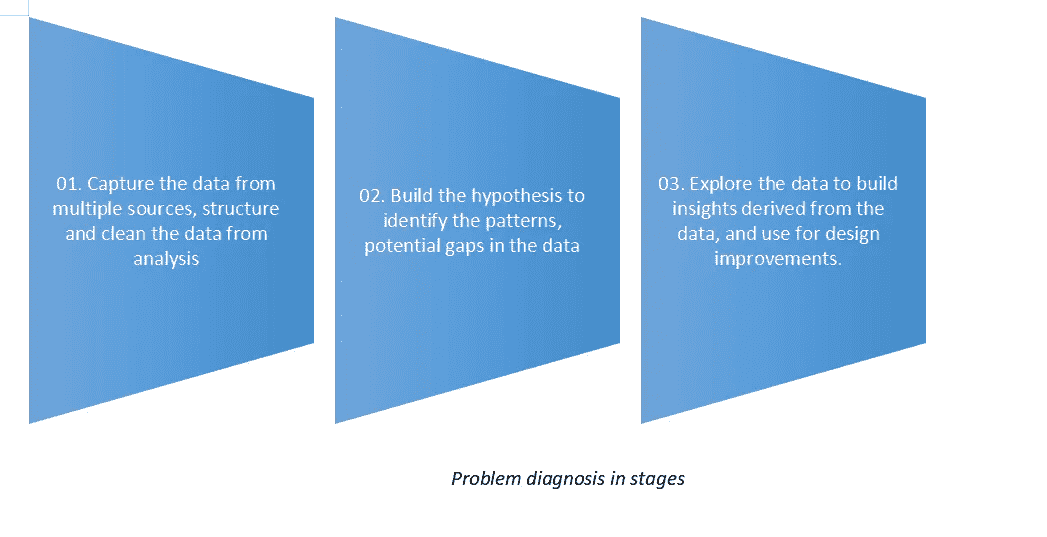 01. Capture the data from
multiple sources, structure
and clean the data from
analysis
02. Build the hypothesis to
identify the patterns,
potential gaps in the data
03. Explore the data to build
insights derived from the
data, and use for design
improvements.
Problem diagnosis in stages